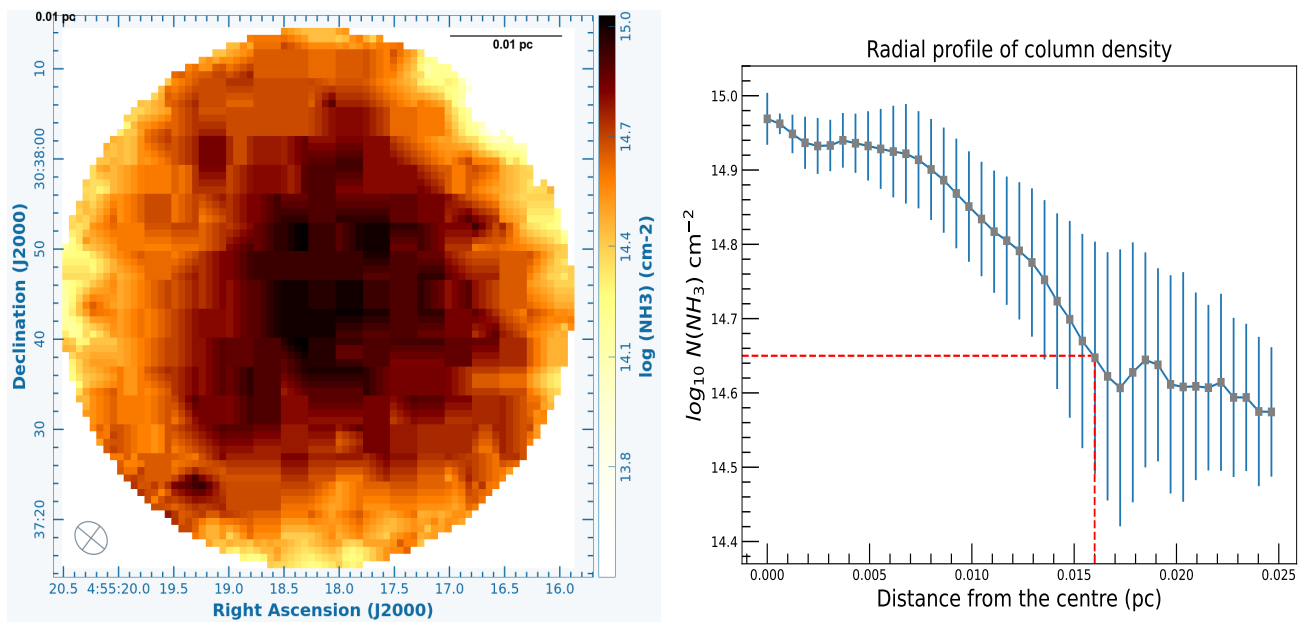 0.01 pc
0.01 pc
10
30:38:00
50
40
30
37:20
Declination (J2000)
20.5 4:55:20.0 19.5 19.0 18.5 18.0 17.5 17.0 16.5 16.0
Right Ascension (J2000)
15.0
14.7
14.4
14.1
13.8
log (NH3) (cm-2)
Radial profile of column density
15.0
14.9
14.8
14.7
14.6
14.5
14.4
log₁₀ N(NH₃) cm⁻²
0.000 0.005 0.010 0.015 0.020 0.025
Distance from the centre (pc)